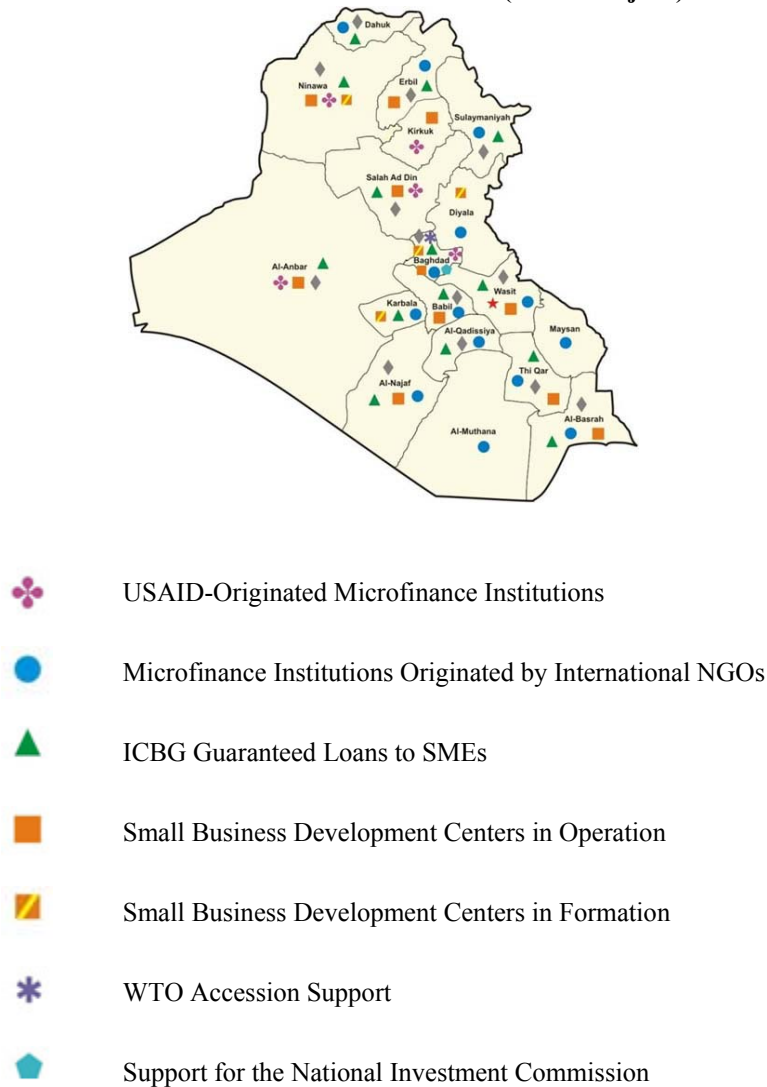 Dahuk
Ninawa
Erbil
Kirkuk
Sulaymaniyah
Salah Ad Din
Diyala
Baghdad
Al-Anbar
Wasit
Karbala
Babil
Al-Qadissiya
Maysan
Thi Qar
Al-Najaf
Al-Basrah
Al-Muthana
USAID-Originated Microfinance Institutions
Microfinance Institutions Originated by International NGOs
ICBG Guaranteed Loans to SMEs
Small Business Development Centers in Operation
Small Business Development Centers in Formation
WTO Accession Support
Support for the National Investment Commission